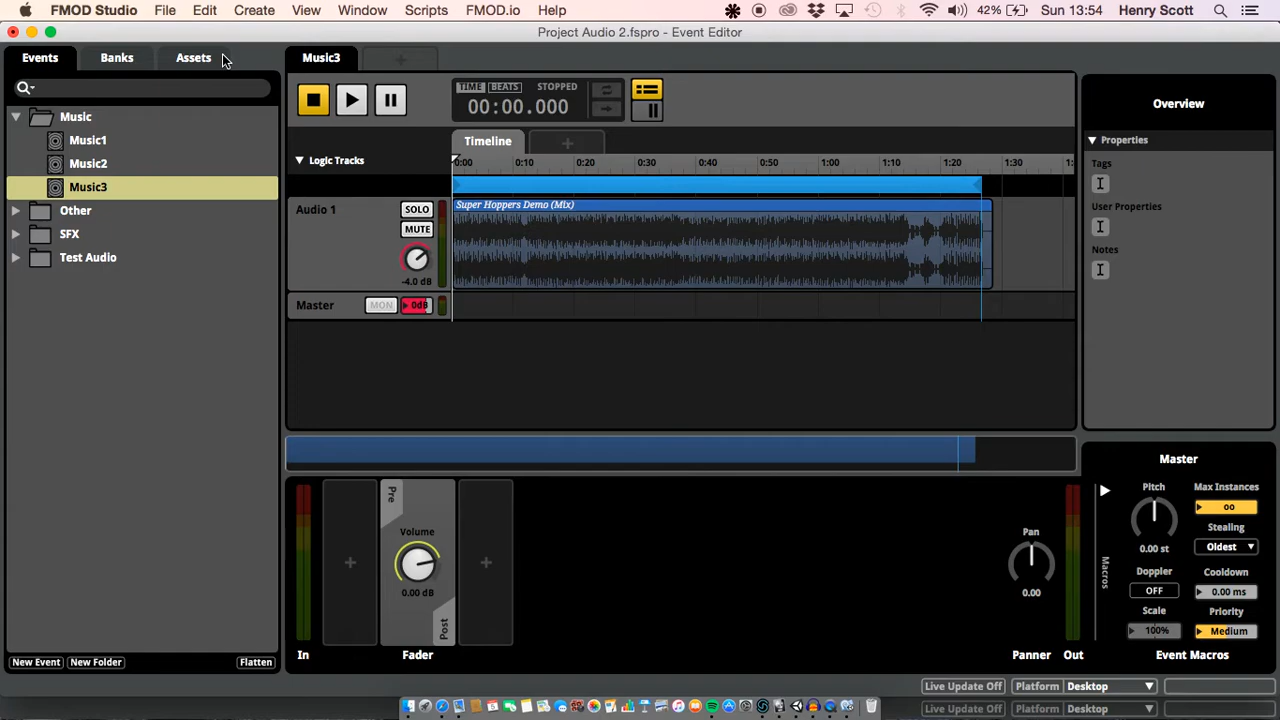 FMOD Studio File Edit Create View Window Scripts FMOD.io Help 42% Sun 13:54 Henry Scott
Project Audio 2.fspro - Event Editor
Events Banks Assets Music3 +
TIME BEATS STOPPED
00:00.000
Overview
Music
Music1
Music2
Music3
Other
SFX
Test Audio
Timeline +
Logic Tracks 0:00 0:10 0:20 0:30 0:40 0:50 1:00 1:10 1:20 1:30 1:
Properties
Tags
User Properties
Notes
Audio 1 SOLO Super Hoppers Demo (Mix)
MUTE
-4.0 dB
Master MON 0dB
Master
Pre
Volume
0.00 dB
Post
In Fader
Pan
0.00
Panner Out
Macros
Pitch Max Instances
oo
Stealing
0.00 st Oldest
Doppler Cooldown
OFF 0.00 ms
Scale Priority
100% Medium
Event Macros
New Event New Folder Flatten
Live Update Off Platform Desktop
Live Update Off Platform Desktop